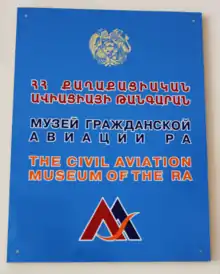 ՀՀ ՔԱՂԱՔԱՑԻԱԿԱՆ
ԱՎԻԱՑԻԱՅԻ ԹԱՆԳԱՐԱՆ
МУЗЕЙ ГРАЖДАНСКОЙ
АВИАЦИИ РА
THE CIVIL AVIATION
MUSEUM OF THE RA